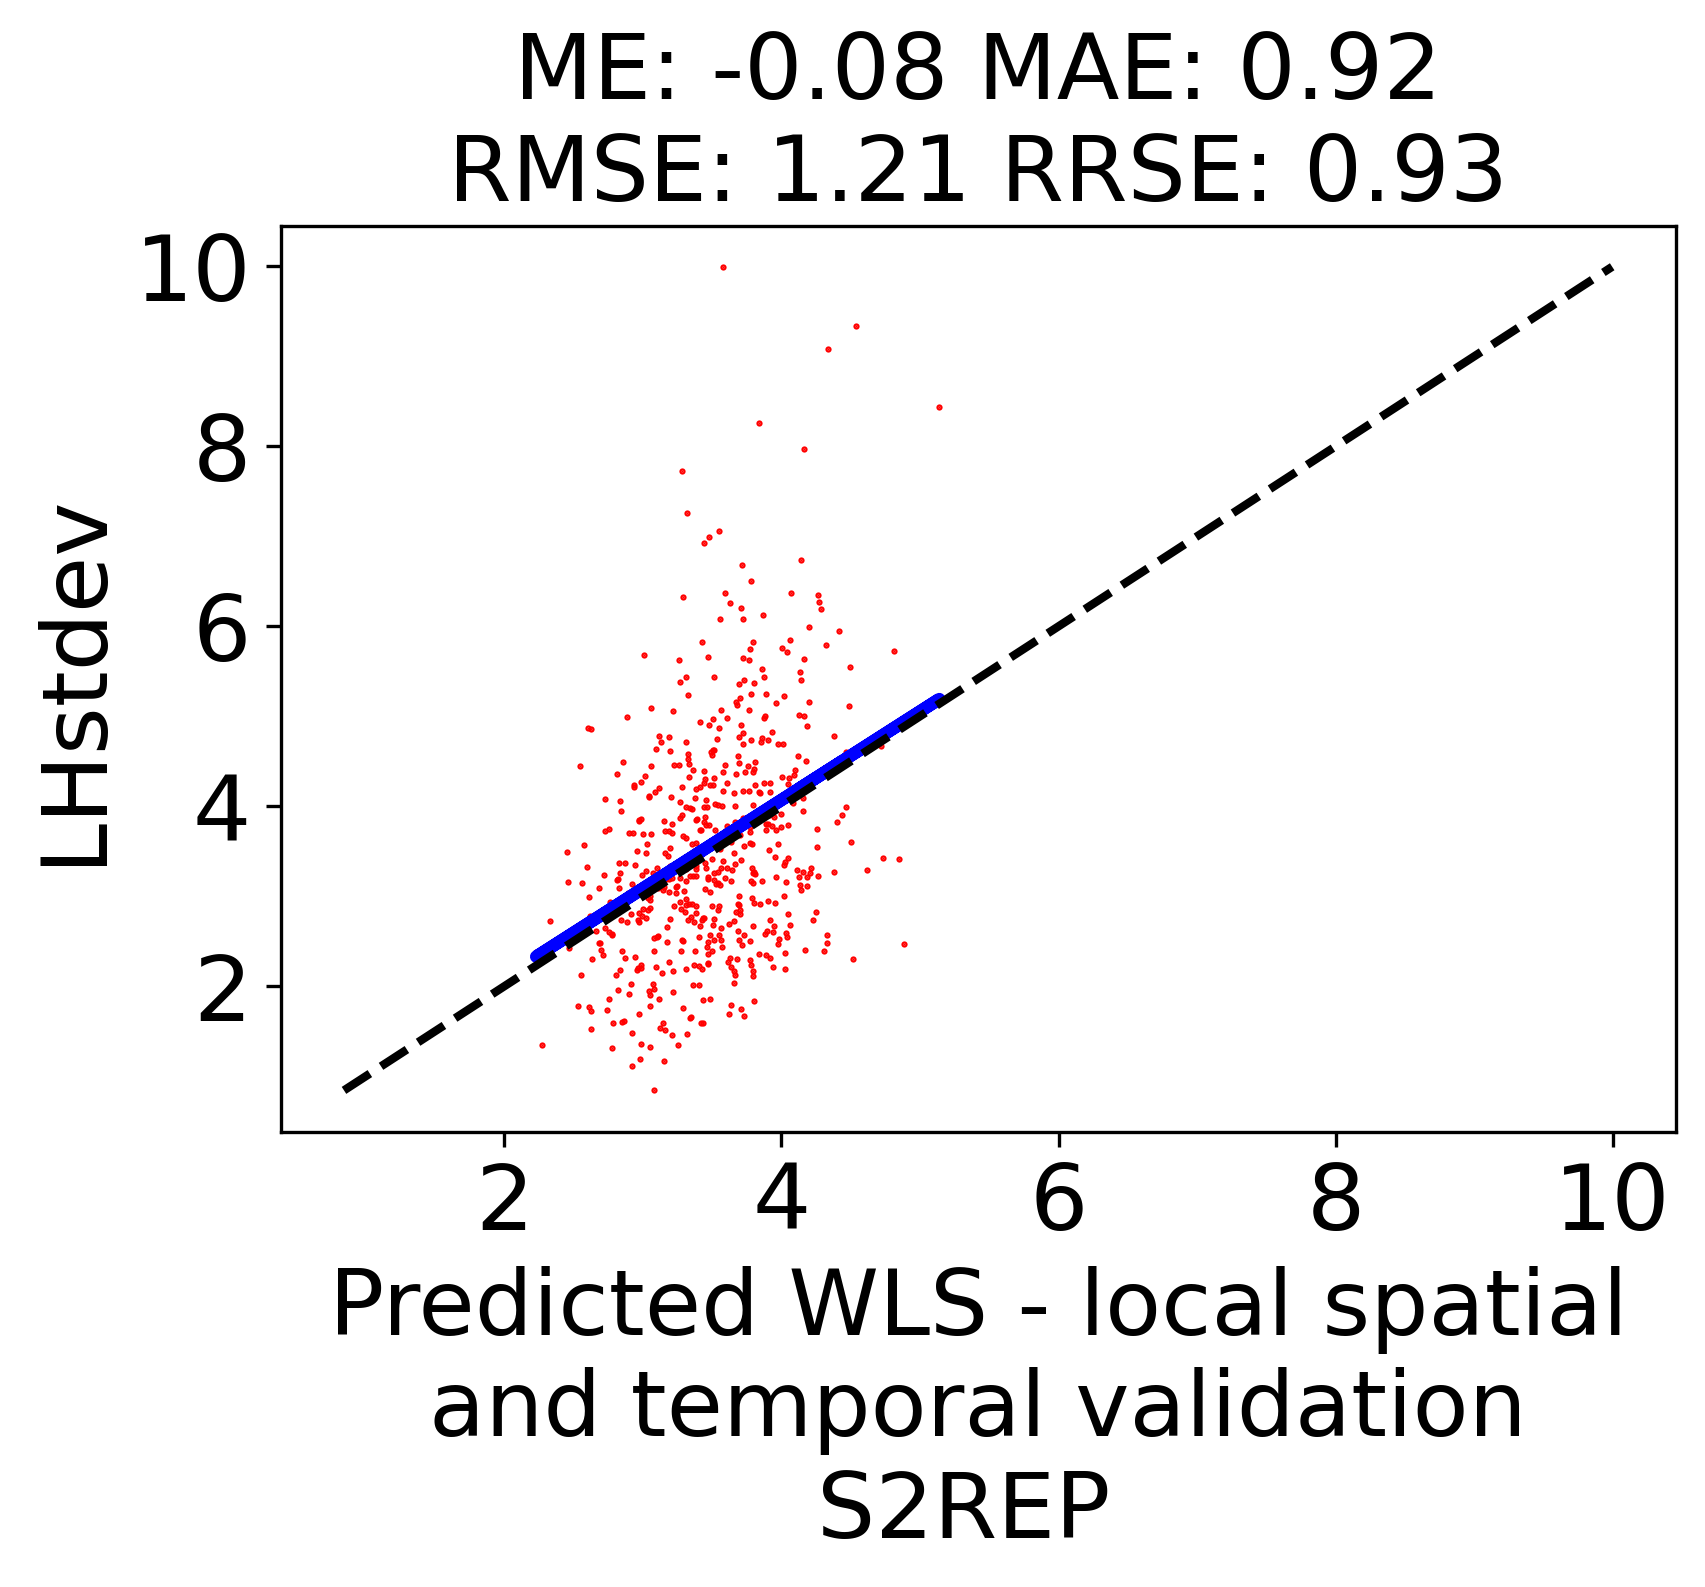 ME: -0.08 MAE: 0.92
RMSE: 1.21 RRSE: 0.93
10
8
6
4
2
LHstdev
2 4 6 8 10
Predicted WLS - local spatial
and temporal validation
S2REP